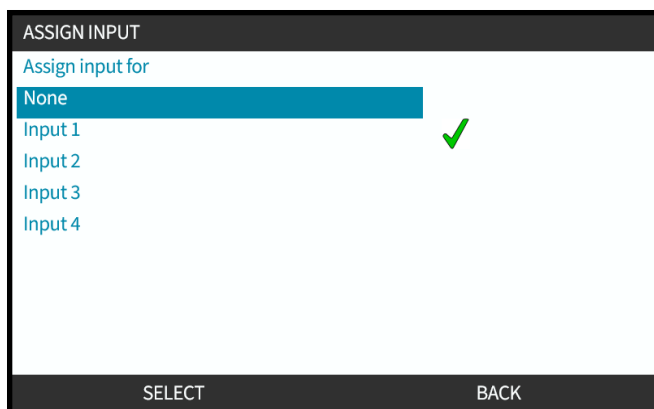 ASSIGN INPUT
Assign input for
None
Input 1
Input 2
Input 3
Input 4
SELECT BACK